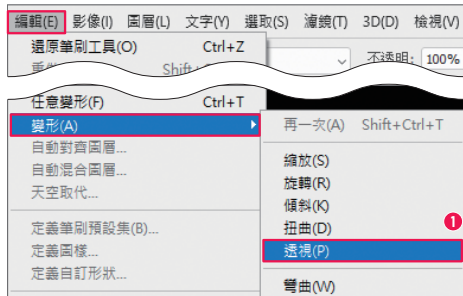 編輯(E) 影像(I) 圖層(L) 文字(Y) 選取(S) 濾鏡(T) 3D(D) 檢視(V)
還原筆刷工具(O) Ctrl+Z
不透明: 100%
任意變形(F) Ctrl+T
變形(A)
再一次(A) Shift+Ctrl+T
自動對齊圖層...
自動混合圖層...
天空取代...
縮放(S)
旋轉(R)
傾斜(K)
扭曲(D)
1
透視(P)
定義筆刷預設集(B)...
定義圖樣...
定義自訂形狀...
彎曲(W)